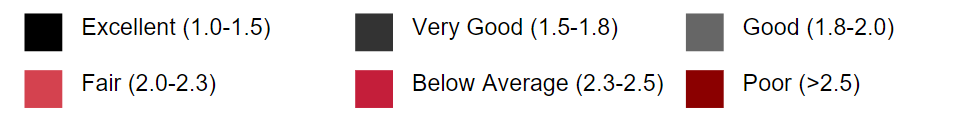 Excellent (1.0-1.5) Very Good (1.5-1.8) Good (1.8-2.0)
Fair (2.0-2.3) Below Average (2.3-2.5) Poor (>2.5)